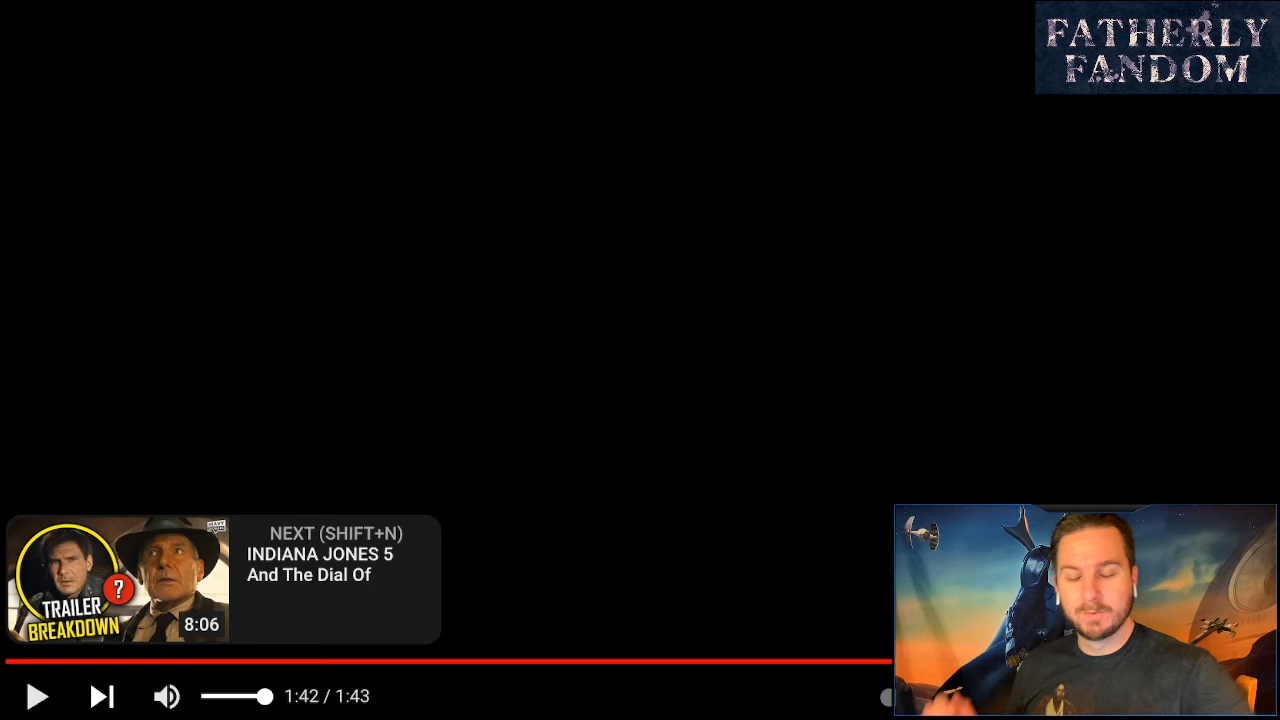 FATHERLY
FANDOM
NEXT (SHIFT+N)
INDIANA JONES 5
And The Dial Of
?
TRAILER
BREAKDOWN
8:06
1:42 / 1:43